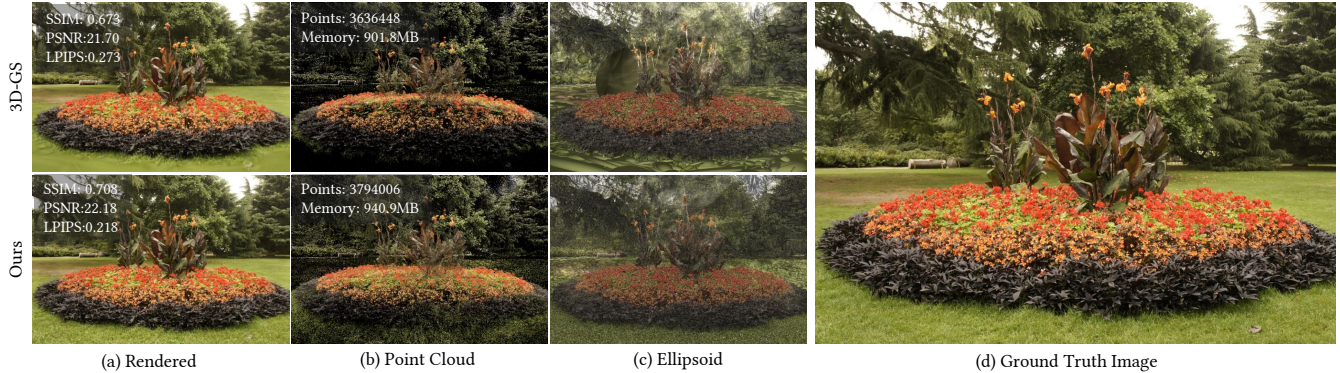 3D-GS
SSIM: 0.673
PSNR:21.70
LPIPS:0.273
Points: 3636448
Memory: 901.8MB
Ours
SSIM: 0.708
PSNR:22.18
LPIPS:0.218
Points: 3794006
Memory: 940.9MB
(a) Rendered
(b) Point Cloud
(c) Ellipsoid
(d) Ground Truth Image